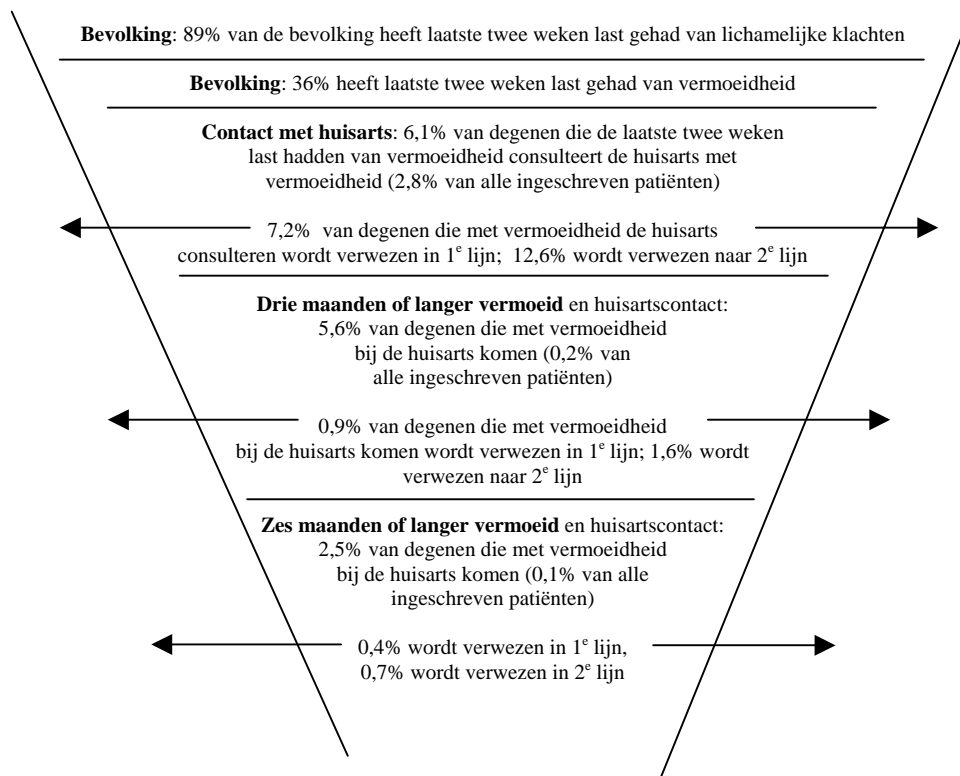 Bevolking: 89% van de bevolking heeft laatste twee weken last gehad van lichamelijke klachten
Bevolking: 36% heeft laatste twee weken last gehad van vermoeidheid
Contact met huisarts: 6,1% van degenen die de laatste twee weken
last hadden van vermoeidheid consulteert de huisarts met
vermoeidheid (2,8% van alle ingeschreven patiënten)
7,2% van degenen die met vermoeidheid de huisarts
consulteren wordt verwezen in 1e lijn; 12,6% wordt verwezen naar 2e lijn
Drie maanden of langer vermoeid en huisartscontact:
5,6% van degenen die met vermoeidheid
bij de huisarts komen (0,2% van
alle ingeschreven patiënten)
0,9% van degenen die met vermoeidheid
bij de huisarts komen wordt verwezen in 1e lijn; 1,6% wordt
verwezen naar 2e lijn
Zes maanden of langer vermoeid en huisartscontact:
2,5% van degenen die met vermoeidheid
bij de huisarts komen (0,1% van alle
ingeschreven patiënten)
0,4% wordt verwezen in 1e lijn,
0,7% wordt verwezen in 2e lijn